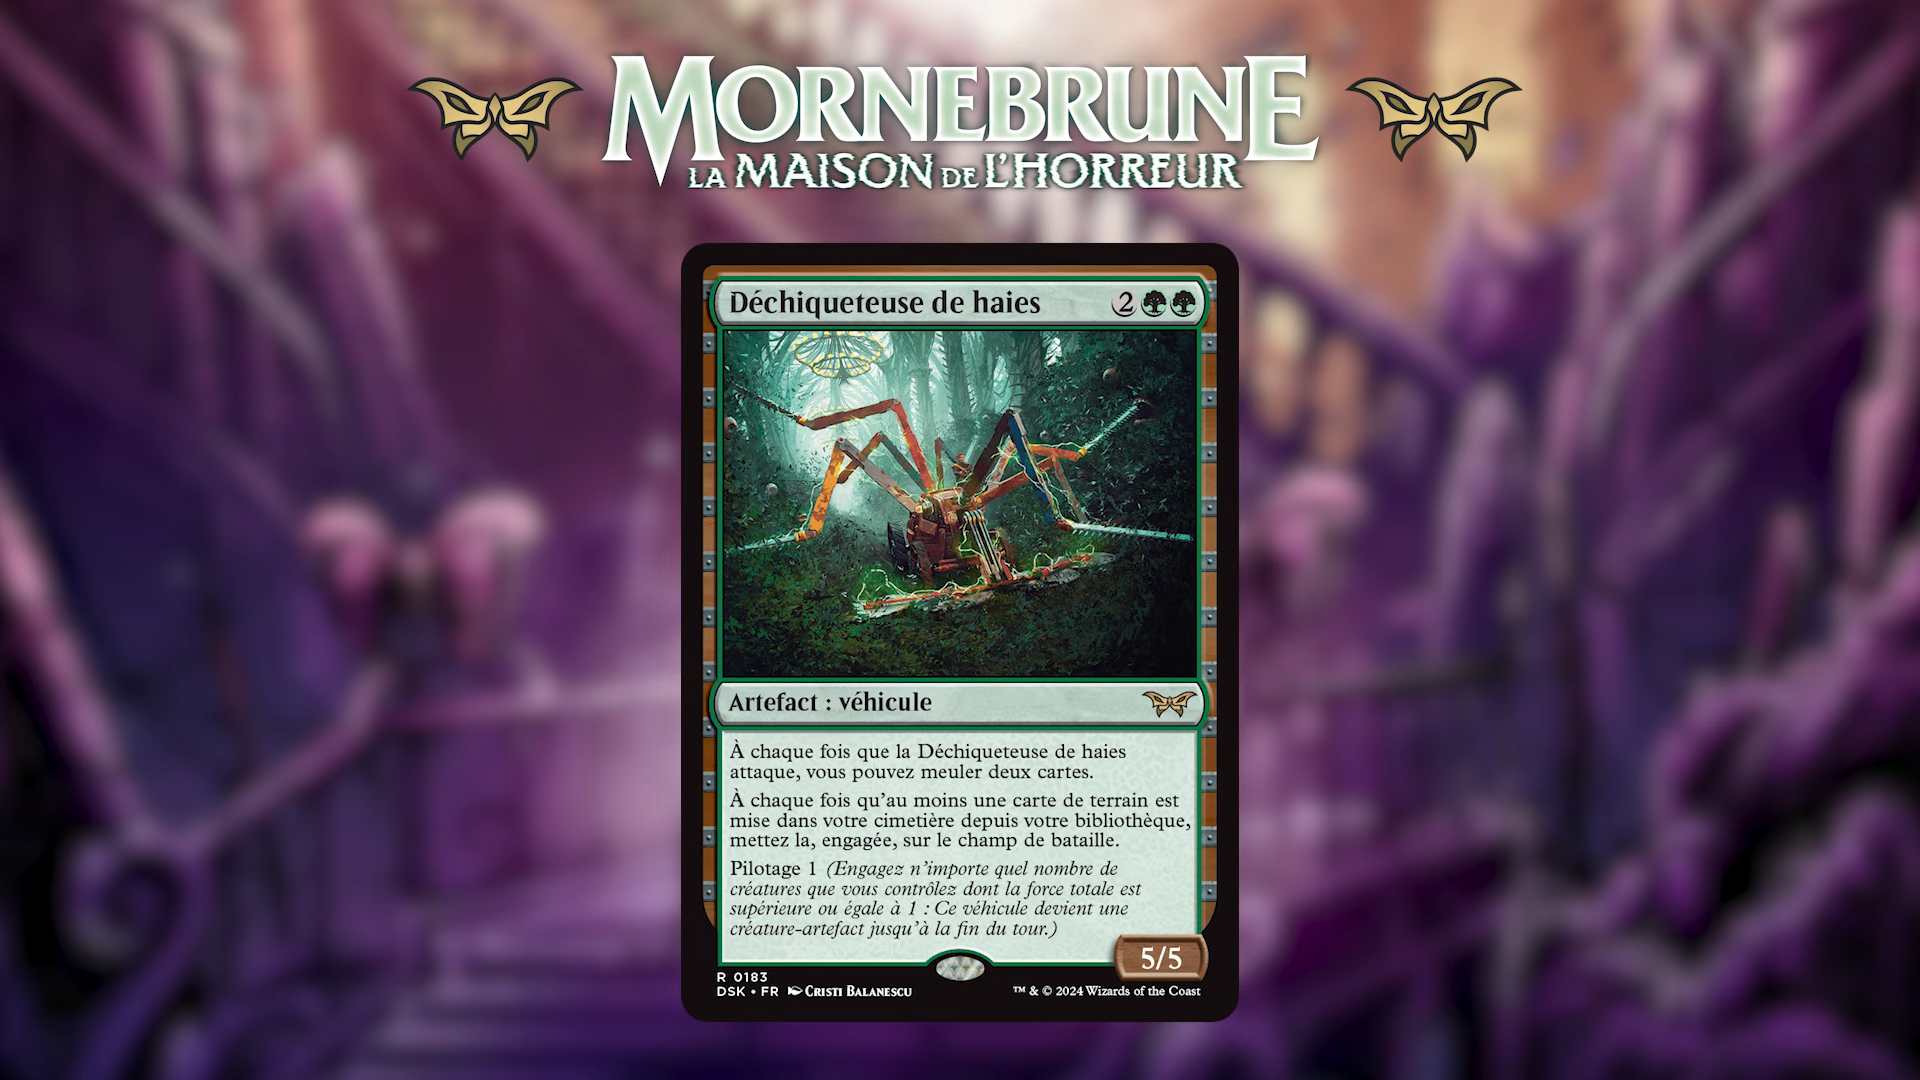 MORNEBRUNE
LA MAISON DE L'HORREUR
Déchiqueteuse de haies 2
Artefact : véhicule
À chaque fois que la Déchiqueteuse de haies
attaque, vous pouvez meuler deux cartes.
À chaque fois qu'au moins une carte de terrain est
mise dans votre cimetière depuis votre bibliothèque,
mettez la, engagée, sur le champ de bataille.
Pilotage 1 (Engagez n'importe quel nombre de
créatures que vous contrôlez dont la force totale est
supérieure ou égale à 1 : Ce véhicule devient une
créature-artefact jusqu'à la fin du tour.)
5/5
R 0183
DSK • FR CRISTI BALANESCU
™ & © 2024 Wizards of the Coast